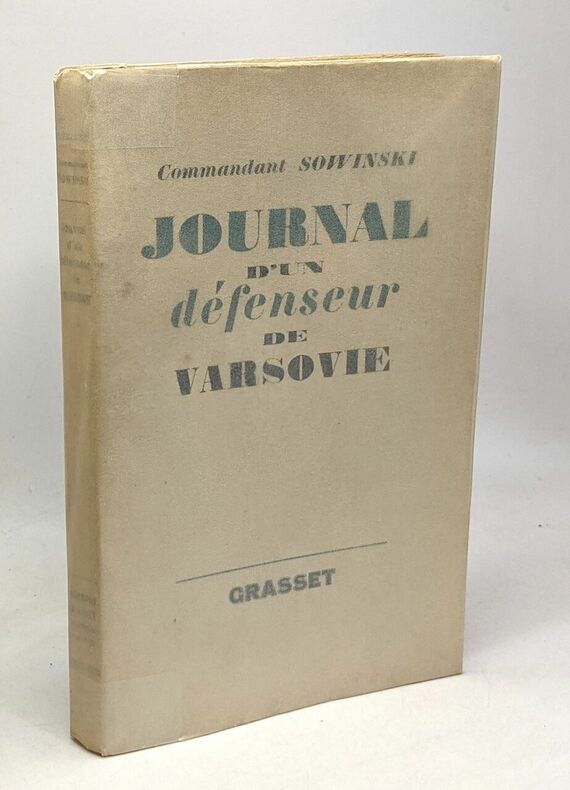 Commandant SOWINSKI
JOURNAL
D'UN
défenseur
DE
VARSOVIE
GRASSET